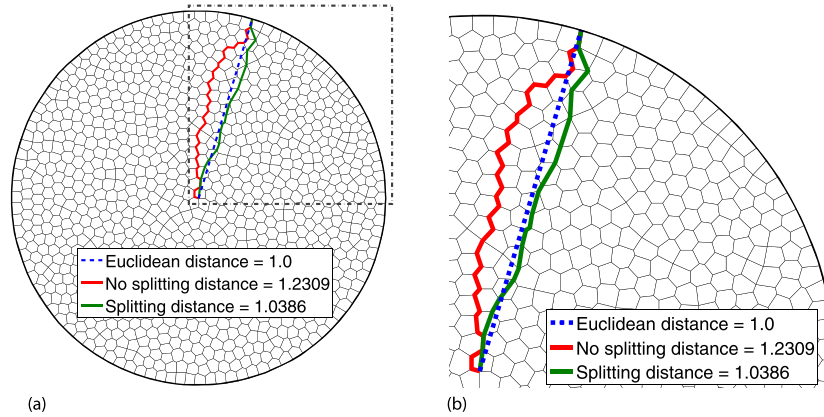 Euclidean distance = 1.0
No splitting distance = 1.2309
Splitting distance = 1.0386
(a)
Euclidean distance = 1.0
No splitting distance = 1.2309
Splitting distance = 1.0386
(b)